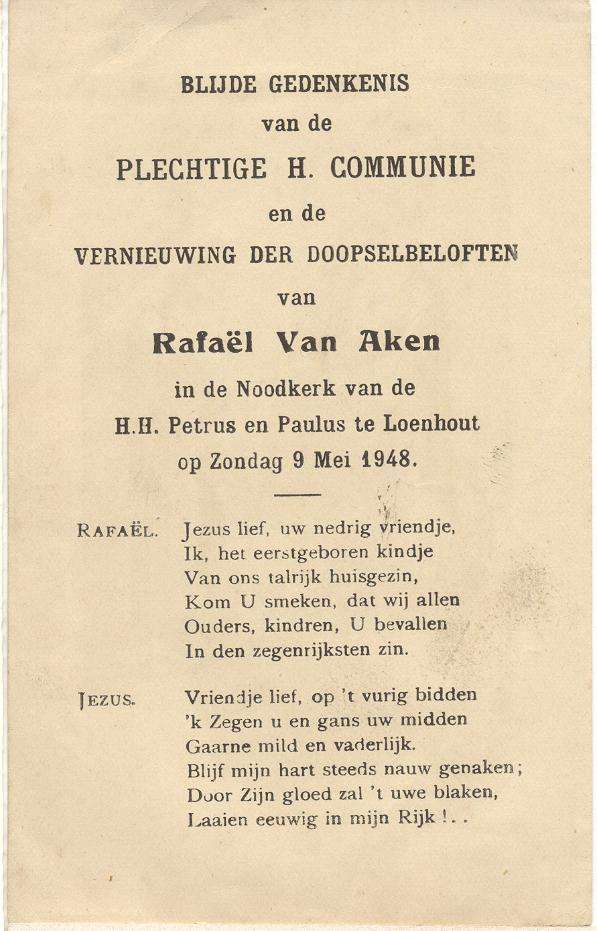 BLIJDE GEDENKENIS
van de
PLECHTIGE H. COMMUNIE
en de
VERNIEUWING DER DOOPSELBELOFTEN
van
Rafaël Van Aken
in de Noodkerk van de
H.H. Petrus en Paulus te Loenhout
op Zondag 9 Mei 1948.
RAFAËL. Jezus lief, uw nedrig vriendje,
Ik, het eerstgeboren kindje
Van ons talrijk huisgezin,
Kom U smeken, dat wij allen
Ouders, kindren, U bevallen
In den zegenrijksten zin.
JEZUS. Vriendje lief, op 't vurig bidden
'k Zegen u en gans uw midden
Gaarne mild en vaderlijk.
Blijf mijn hart steeds nauw genaken;
Door Zijn gloed zal 't uwe blaken,
Laaien eeuwig in mijn Rijk !. .